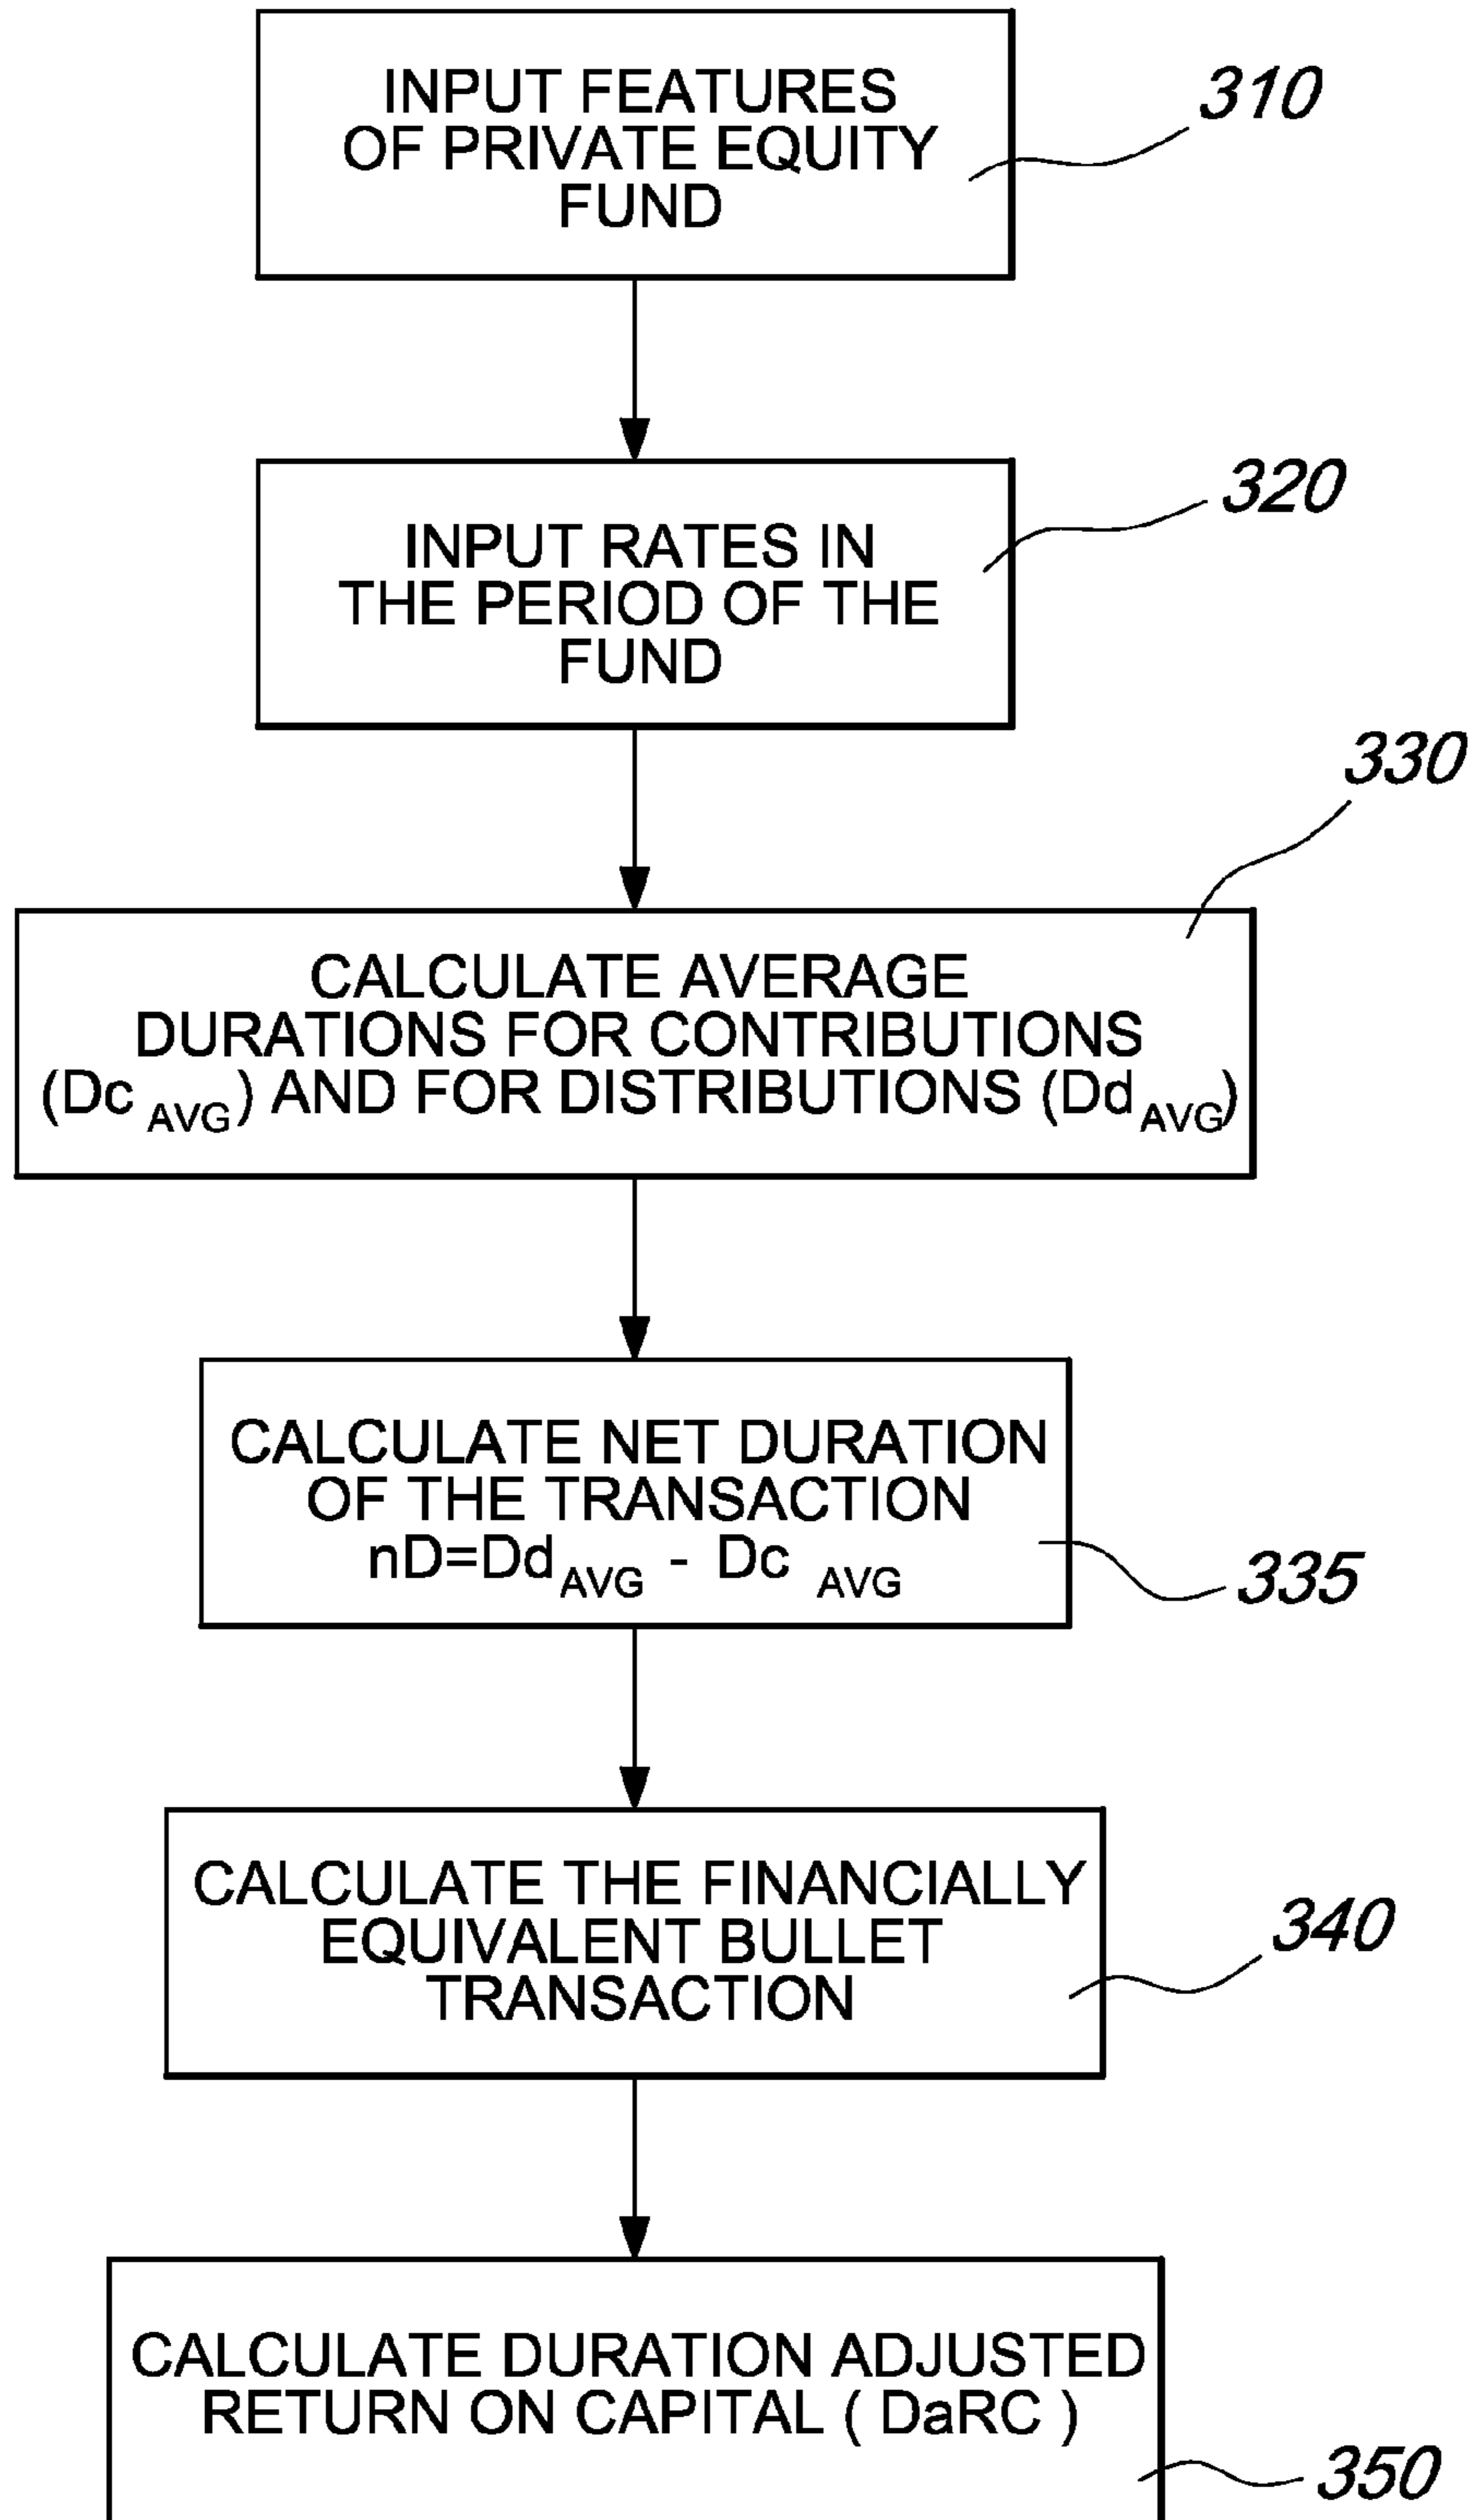 INPUT FEATURES
OF PRIVATE EQUITY
FUND
310
INPUT RATES IN
THE PERIOD OF THE
FUND
320
330
CALCULATE AVERAGE
DURATIONS FOR CONTRIBUTIONS
(Dc AVG) AND FOR DISTRIBUTIONS (Dd AVG)
CALCULATE NET DURATION
OF THE TRANSACTION
nD=Dd AVG - Dc AVG
335
CALCULATE THE FINANCIALLY
EQUIVALENT BULLET
TRANSACTION
340
CALCULATE DURATION ADJUSTED
RETURN ON CAPITAL ( DaRC )
350